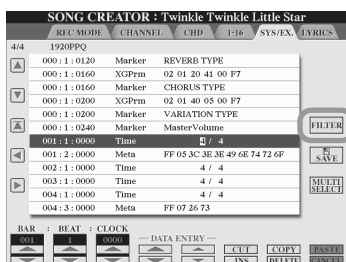 SONG CREATOR : Twinkle Twinkle Little Star
REC MODE CHANNEL CHD 1-16 SYS/EX. LYRICS
4/4 1920PPQ
000 : 1 : 0120 Marker REVERB TYPE
000 : 1 : 0160 XGPrm 02 01 20 41 00 F7
000 : 1 : 0160 Marker CHORUS TYPE
000 : 1 : 0200 XGPrm 02 01 40 05 00 F7
000 : 1 : 0200 Marker VARIATION TYPE
000 : 1 : 0240 Marker MasterVolume
001 : 1 : 0000 Time 4 / 4
001 : 2 : 0000 Meta FF 05 3C 3E 3E 49 6E 74 72 6F
002 : 1 : 0000 Time 4 / 4
003 : 1 : 0000 Time 4 / 4
004 : 1 : 0000 Time 4 / 4
004 : 3 : 0000 Meta FF 07 26 73
FILTER
SAVE
MULTI
SELECT
BAR : BEAT : CLOCK
001 1 0000
DATA ENTRY
CUT COPY PASTE
INS DELETE CANCEL